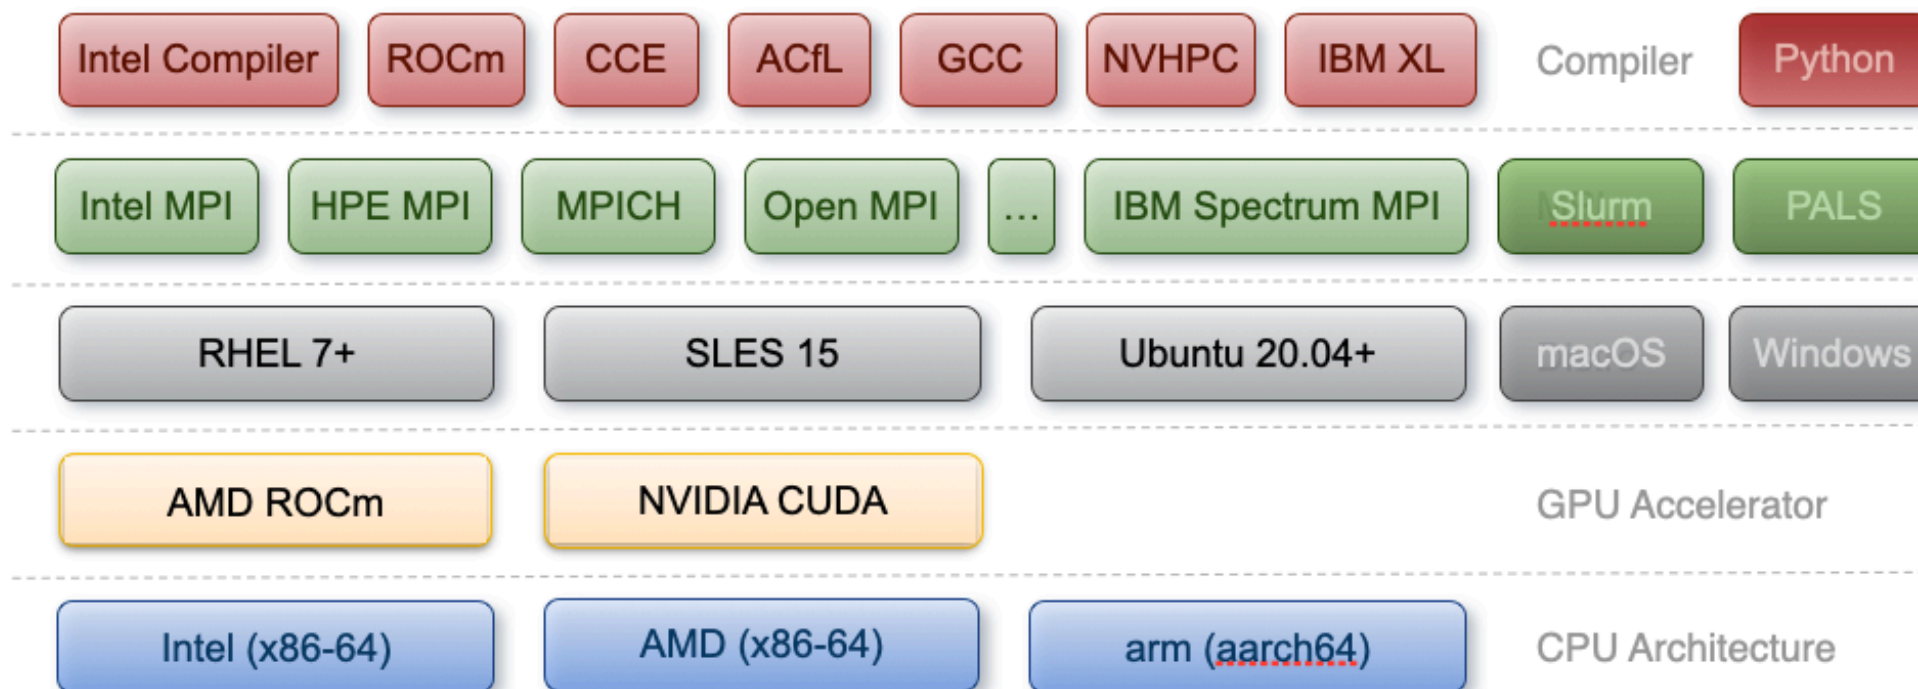 Intel Compiler ROCm CCE ACfL GCC NVHPC IBM XL Compiler Python
Intel MPI HPE MPI MPICH Open MPI ... IBM Spectrum MPI Slurm PALS
RHEL 7+ SLES 15 Ubuntu 20.04+ macOS Windows
AMD ROCm NVIDIA CUDA GPU Accelerator
Intel (x86-64) AMD (x86-64) arm (aarch64) CPU Architecture